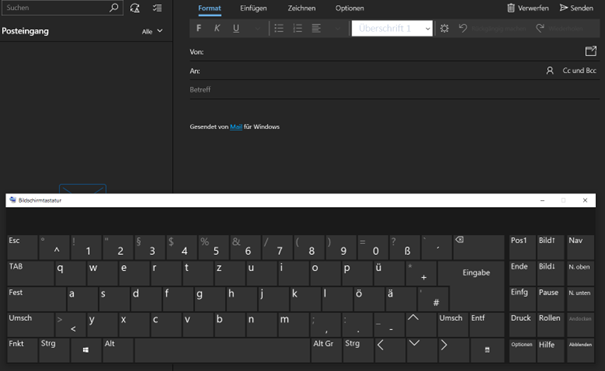 Suchen
Format Einfügen Zeichnen Optionen Verwerfen Senden
Posteingang Alle
F K U Überschrift 1
Von:
An: Cc und Bcc
Betreff
Gesendet von Mail für Windows
Bildschirmtastatur
Esc ° ^ ! 1 " 2 § 3 $ 4 % 5 & 6 / 7 ( 8 ) 9 = 0 ? ß ` ´ Pos1 Bild↑ Nav
TAB q w e r t z u i o p ü * + Eingabe Ende Bild↓ N. oben
Fest a s d f g h j k l ö ä ' # Einfg Pause N. unten
Umsch > < y x c v b n m ; , : . _ - Umsch Entf Druck Rollen Andocken
Fnkt Strg Alt Alt Gr Strg Optionen Hilfe Abblenden